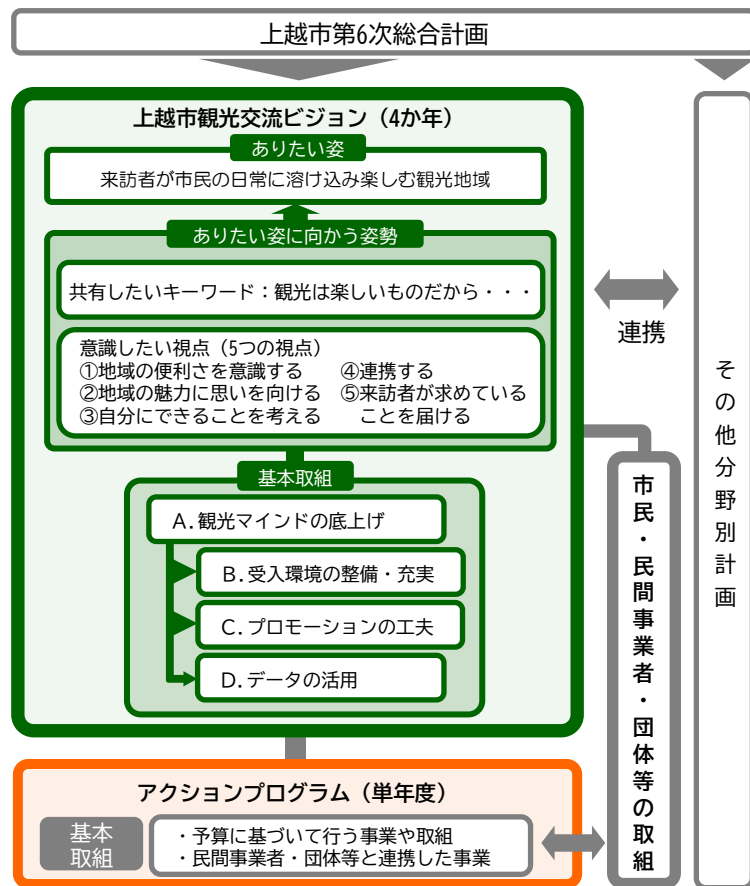 上越市第6次総合計画
上越市観光交流ビジョン（4か年）
ありたい姿
来訪者が市民の日常に溶け込み楽しむ観光地域
ありたい姿に向かう姿勢
共有したいキーワード：観光は楽しいものだから・・・
意識したい視点（5つの視点）
①地域の便利さを意識する
②地域の魅力に思いを向ける
③自分にできることを考える
④連携する
⑤来訪者が求めている
ことを届ける
基本取組
A.観光マインドの底上げ
B.受入環境の整備・充実
C.プロモーションの工夫
D.データの活用
アクションプログラム（単年度）
基本
取組
・予算に基づいて行う事業や取組
・民間事業者・団体等と連携した事業
連携
市民・民間事業者・団体等の取組
その他分野別計画